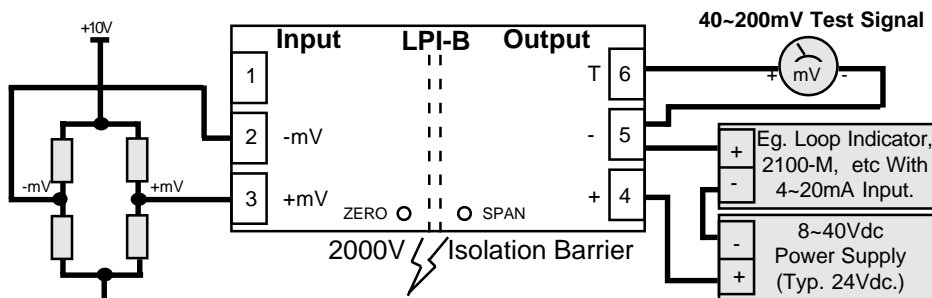 40~200mV Test Signal
+10V
Input
LPI-B
Output
1
T
6
+
mV
-
2
-mV
-
5
+
-
Eg. Loop Indicator,
2100-M, etc With
4~20mA Input.
-mV
+mV
3
+mV
ZERO
SPAN
+
4
2000V
Isolation Barrier
-
+
8~40Vdc
Power Supply
(Typ. 24Vdc.)